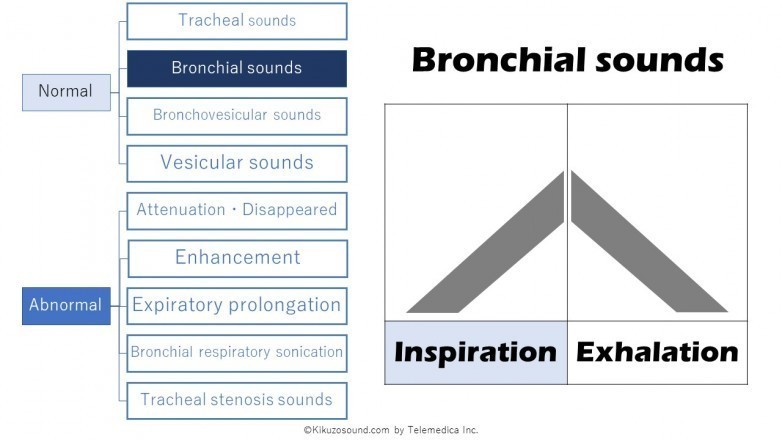 Normal
Tracheal sounds
Bronchial sounds
Bronchovesicular sounds
Vesicular sounds
Abnormal
Attenuation・Disappeared
Enhancement
Expiratory prolongation
Bronchial respiratory sonication
Tracheal stenosis sounds
Bronchial sounds
Inspiration
Exhalation
©Kikuzosound.com by Telemedica Inc.